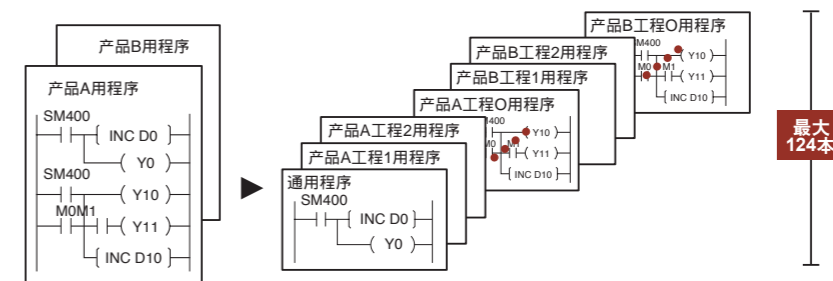 产品B用程序
产品A用程序
SM400
INC D0
Y0
SM400
Y10
M0M1
Y11
INC D10
产品B工程O用程序
M400
Y10
M0 M1
Y11
INC D10
产品B工程2用程序
产品B工程1用程序
产品A工程O用程序
400
Y10
M0 M1
Y11
INC D10
产品A工程2用程序
产品A工程1用程序
通用程序
SM400
INC D0
Y0
最大
124本